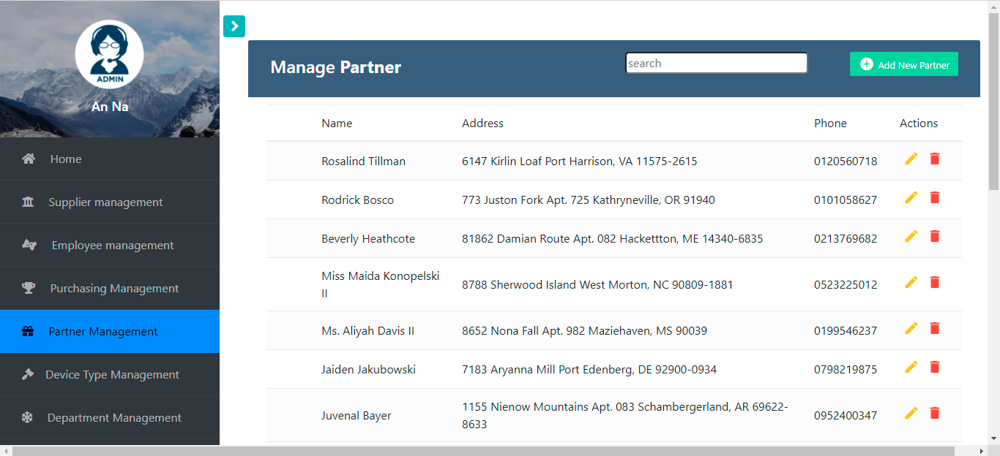 ADMIN
An Na
Home
Supplier management
Employee management
Purchasing Management
Partner Management
Device Type Management
Department Management
Manage Partner
search
Add New Partner
Name Address Phone Actions
Rosalind Tillman 6147 Kirlin Loaf Port Harrison, VA 11575-2615 0120560718
Rodrick Bosco 773 Juston Fork Apt. 725 Kathryneville, OR 91940 0101058627
Beverly Heathcote 81862 Damian Route Apt. 082 Hackettton, ME 14340-6835 0213769682
Miss Maida Konopelski
II
8788 Sherwood Island West Morton, NC 90809-1881 0523225012
Ms. Aliyah Davis II 8652 Nona Fall Apt. 982 Maziehaven, MS 90039 0199546237
Jaiden Jakubowski 7183 Aryanna Mill Port Edenberg, DE 92900-0934 0798219875
Juvenal Bayer
1155 Nienow Mountains Apt. 083 Schambergerland, AR 69622-
8633
0952400347